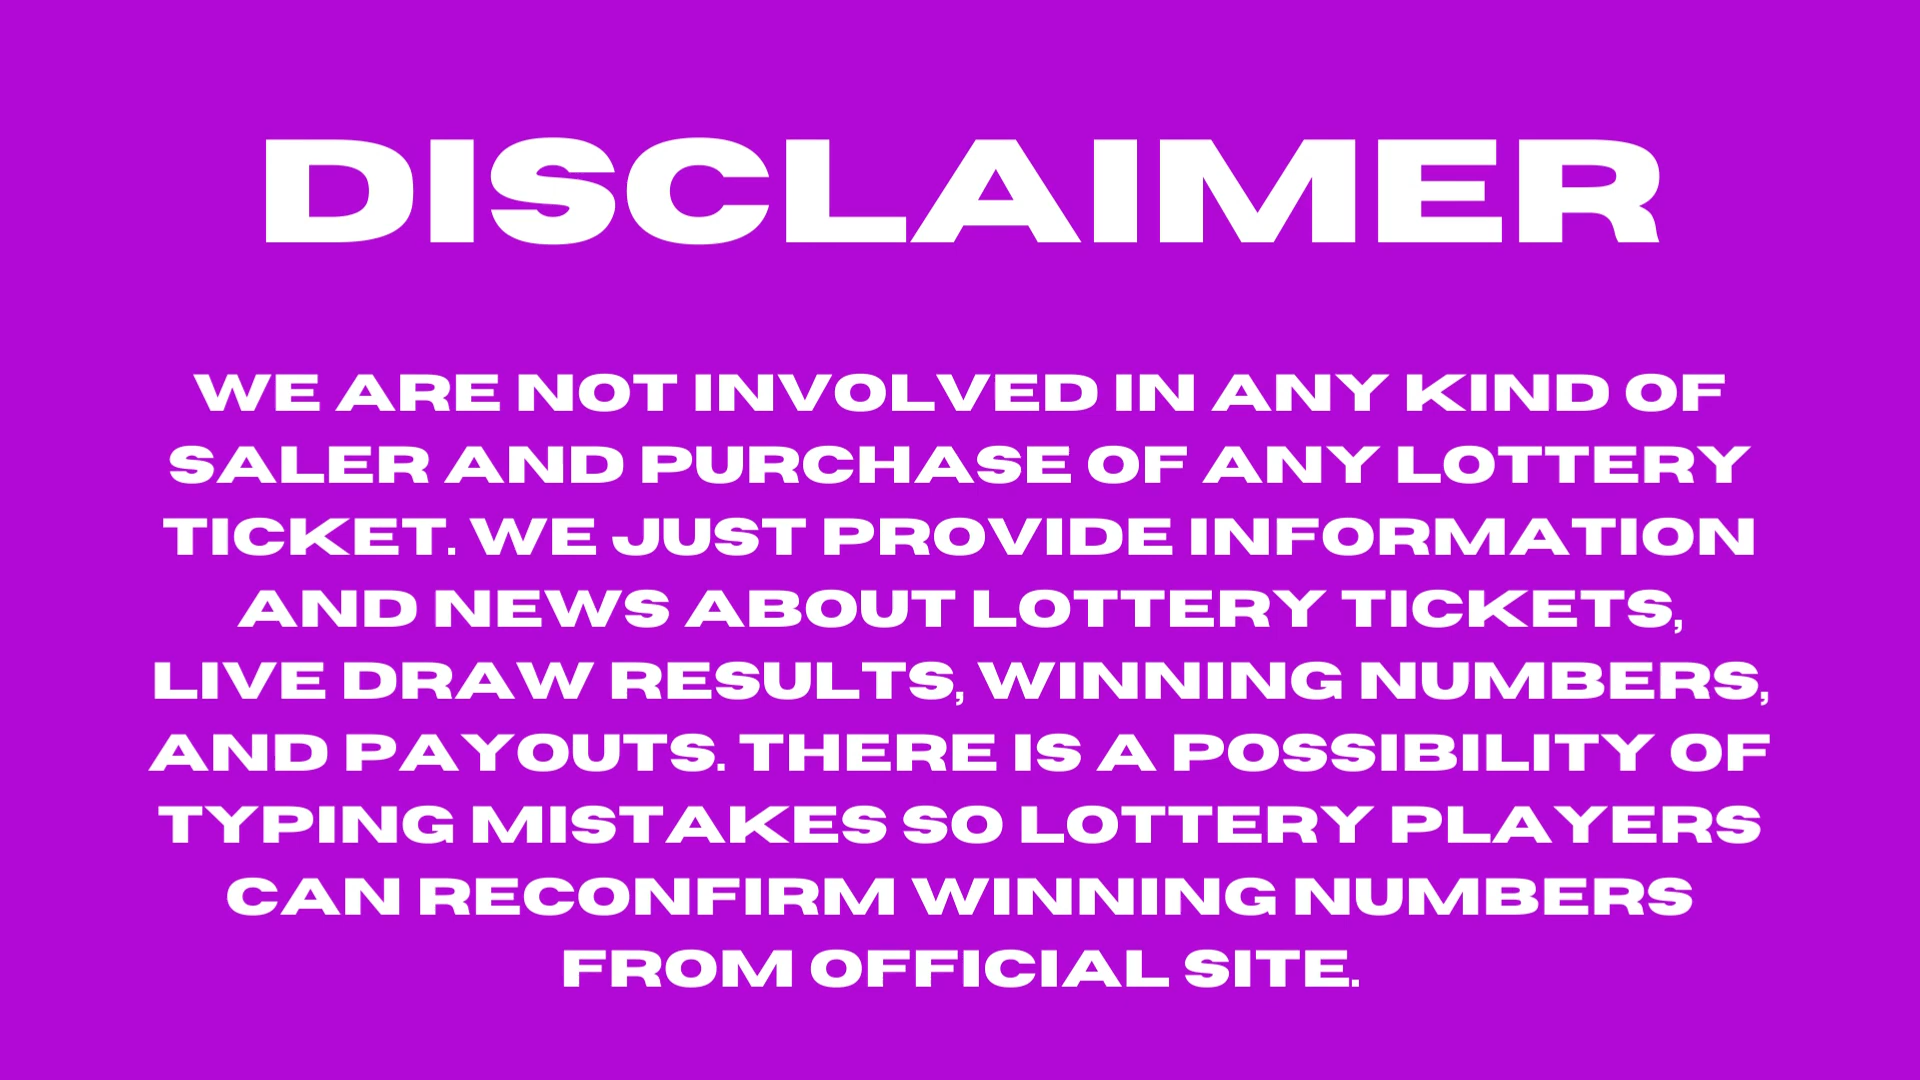 DISCLAIMER
WE ARE NOT INVOLVED IN ANY KIND OF
SALER AND PURCHASE OF ANY LOTTERY
TICKET. WE JUST PROVIDE INFORMATION
AND NEWS ABOUT LOTTERY TICKETS,
LIVE DRAW RESULTS, WINNING NUMBERS,
AND PAYOUTS. THERE IS A POSSIBILITY OF
TYPING MISTAKES SO LOTTERY PLAYERS
CAN RECONFIRM WINNING NUMBERS
FROM OFFICIAL SITE.